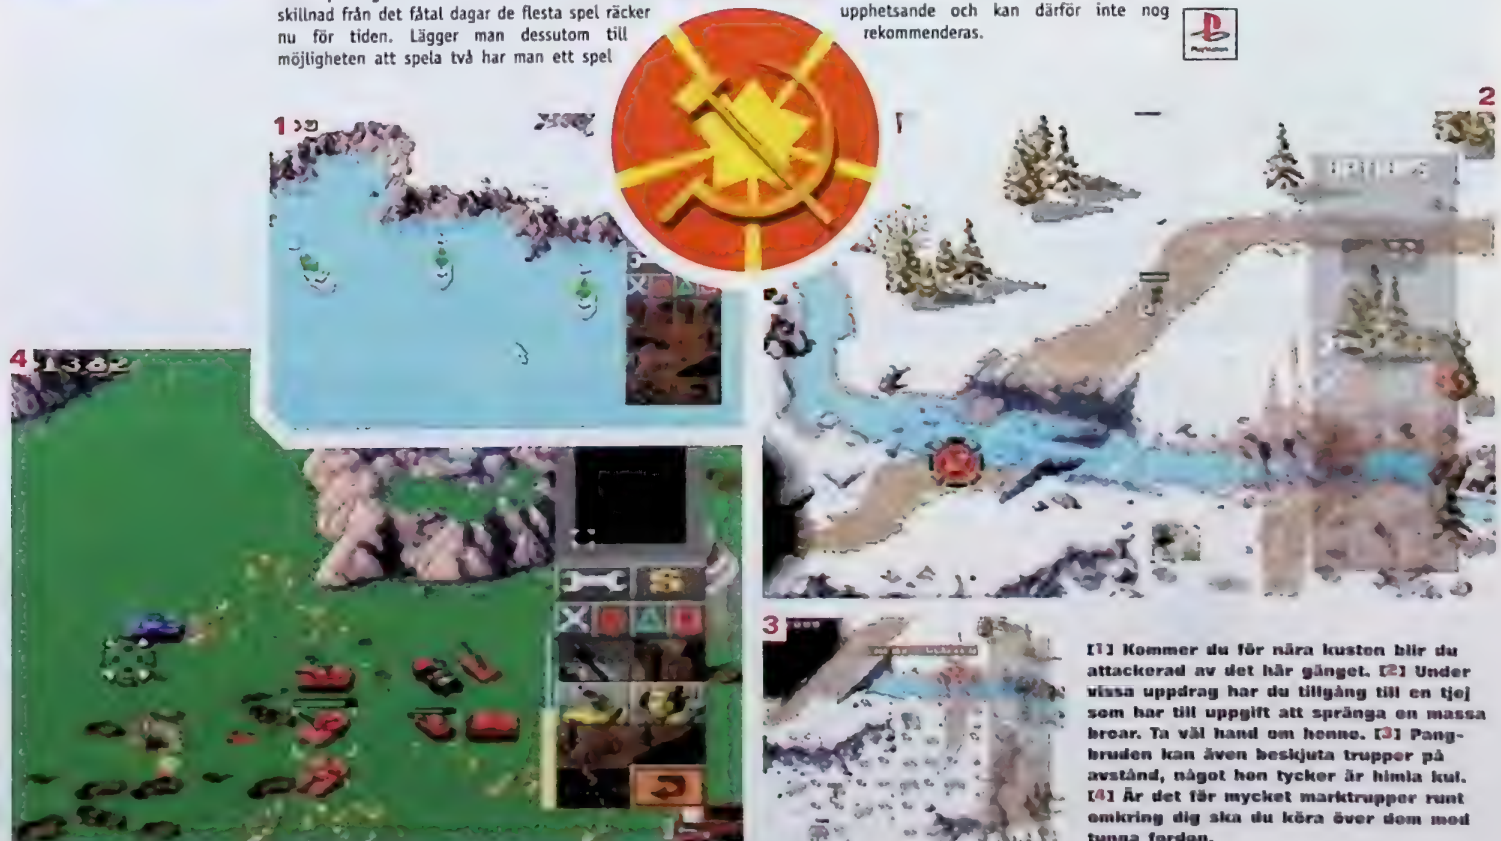 skillnad från det fåtal dagar de flesta spel räcker
nu för tiden. Lägger man dessutom till
möjligheten att spela två har man ett spel
upphetsande och kan därför inte nog
rekommenderas.
PlayStation
1
2
4
1382
3
[1] Kommer du för nära kusten blir du
attackerad av det här gänget. [2] Under
vissa uppdrag har du tillgång till en tjej
som har till uppgift att spränga en massa
broar. Ta väl hand om henne. [3] Pang-
bruden kan även beskjuta trupper på
avstånd, något hon tycker är himla kul.
[4] Är det för mycket marktrupper runt
omkring dig ska du köra över dem med
tunga fordon.